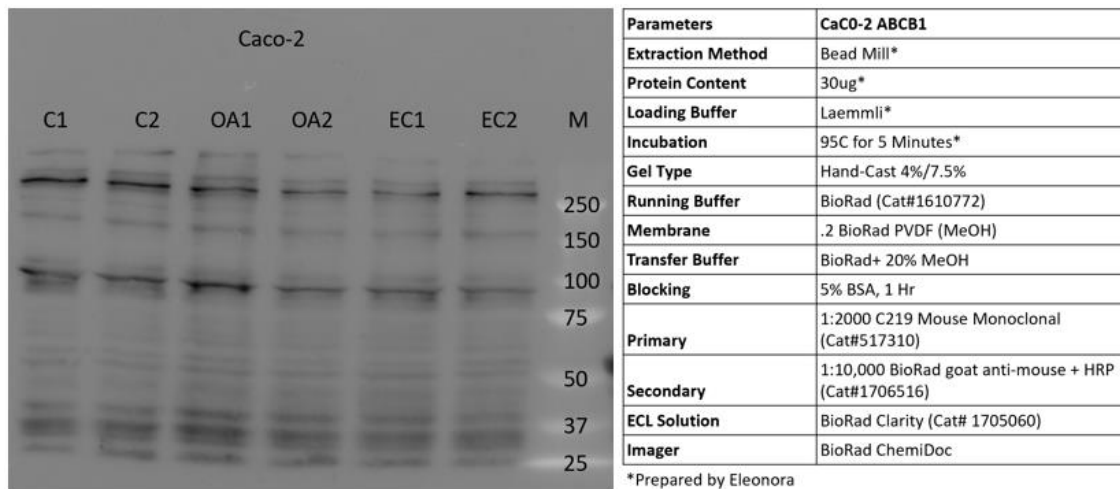 Caco-2
C1 C2 OA1 OA2 EC1 EC2 M
250
150
100
75
50
37
25
Parameters CaC0-2 ABCB1
Extraction Method Bead Mill*
Protein Content 30ug*
Loading Buffer Laemmli*
Incubation 95C for 5 Minutes*
Gel Type Hand-Cast 4%/7.5%
Running Buffer BioRad (Cat#1610772)
Membrane .2 BioRad PVDF (MeOH)
Transfer Buffer BioRad+ 20% MeOH
Blocking 5% BSA, 1 Hr
Primary 1:2000 C219 Mouse Monoclonal
(Cat#517310)
Secondary 1:10,000 BioRad goat anti-mouse + HRP
(Cat#1706516)
ECL Solution BioRad Clarity (Cat# 1705060)
Imager BioRad ChemiDoc
*Prepared by Eleonora